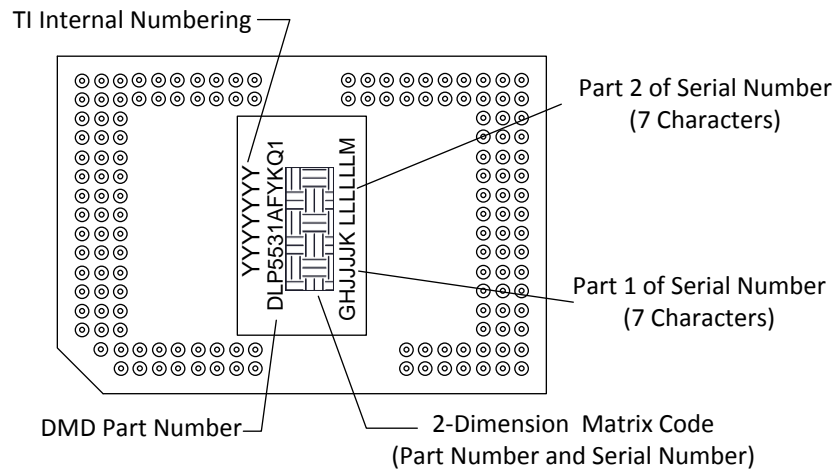 TI Internal Numbering
Part 2 of Serial Number
(7 Characters)
YYYYYYY
DLP5531AFYKQ1
GHJJJJK LLLLLLM
Part 1 of Serial Number
(7 Characters)
DMD Part Number
2-Dimension Matrix Code
(Part Number and Serial Number)